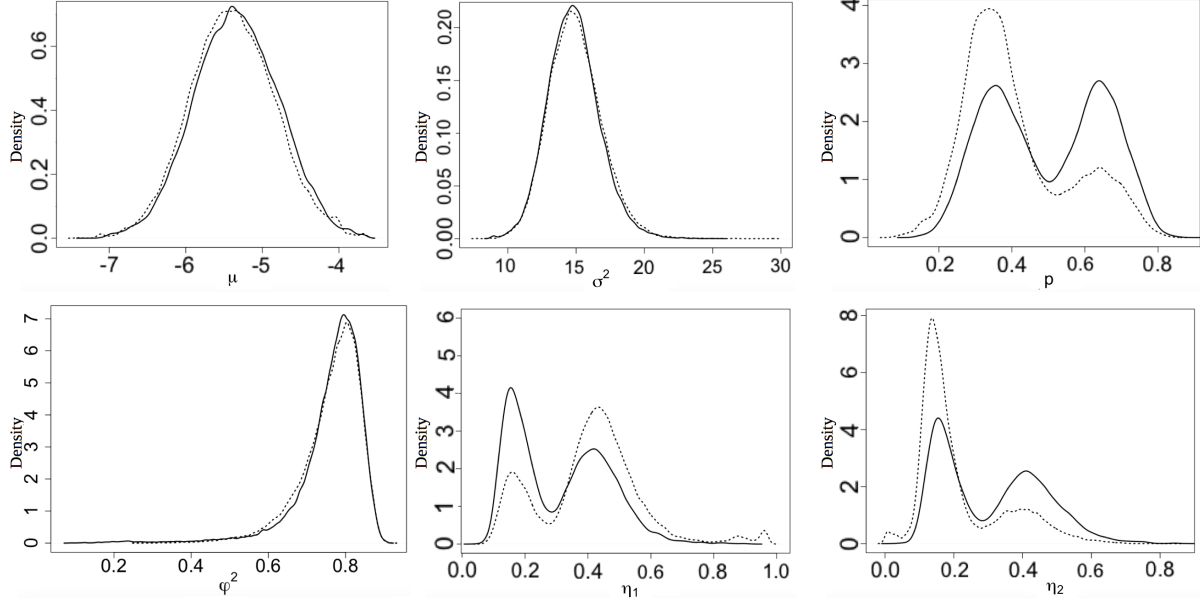 Density
0.0 0.2 0.4 0.6
-7 -6 -5 -4
μ
Density
0.00 0.05 0.10 0.15 0.20
10 15 20 25 30
σ²
Density
0 1 2 3 4
0.2 0.4 0.6 0.8
p
Density
0 1 2 3 4 5 6 7
0.2 0.4 0.6 0.8
φ²
Density
0 1 2 3 4 5 6
0.0 0.2 0.4 0.6 0.8 1.0
η₁
Density
0 2 4 6 8
0.0 0.2 0.4 0.6 0.8
η₂